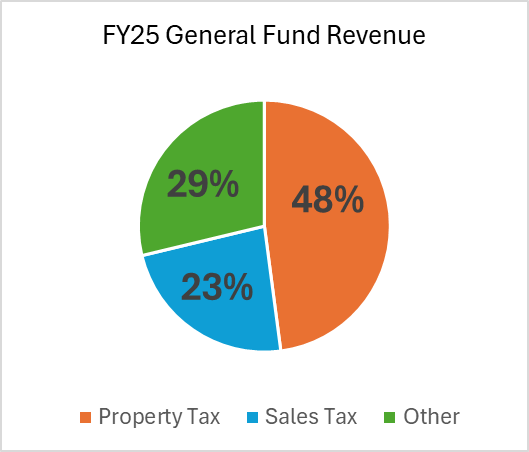 FY25 General Fund Revenue
29%
48%
23%
Property Tax Sales Tax Other